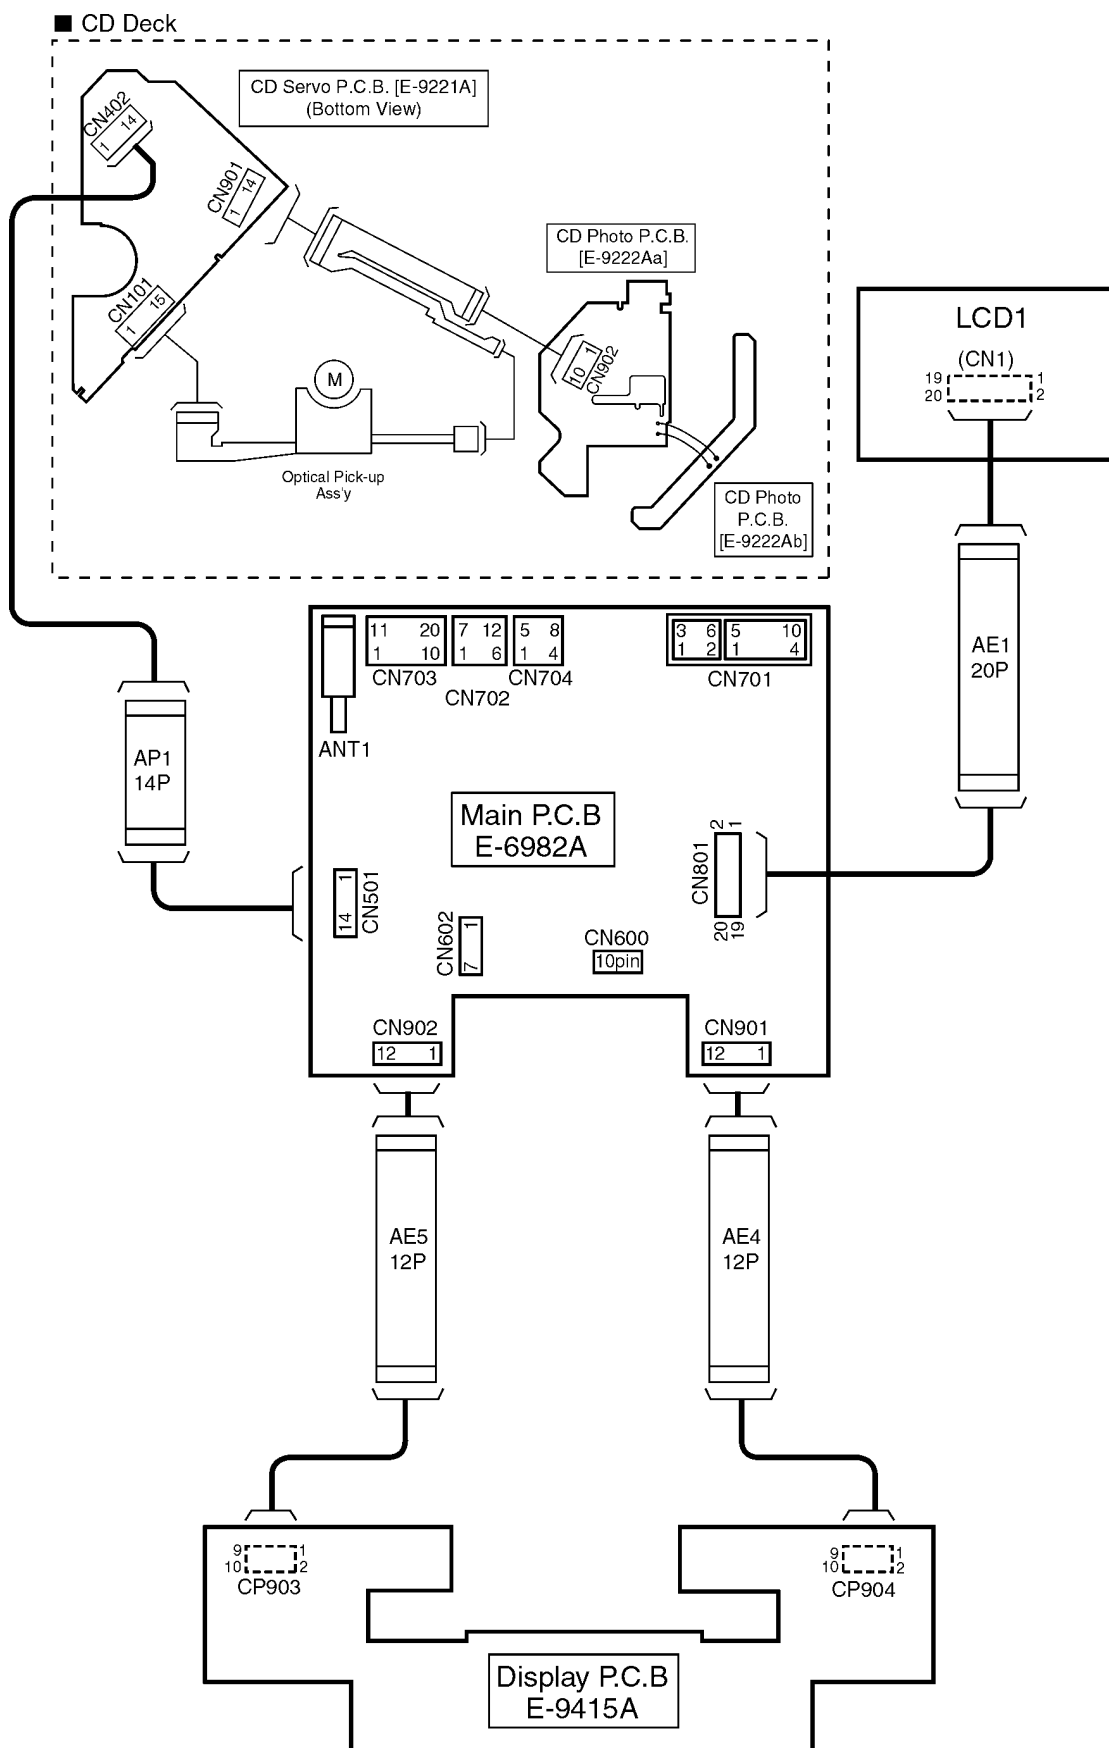 ■ CD Deck
CD Servo P.C.B. [E-9221A]
(Bottom View)
CN402
1 14
CN901
1 14
CN101
1 15
CD Photo P.C.B.
[E-9222Aa]
10 1
CN902
M
Optical Pick-up
Ass'y
CD Photo
P.C.B.
[E-9222Ab]
LCD1
(CN1)
19 1
20 2
AE1
20P
11 20
1 10
CN703
7 12
1 6
CN702
5 8
1 4
CN704
3 6 5 10
1 2 1 4
CN701
ANT1
AP1
14P
Main P.C.B
E-6982A
14 1
CN501
CN602
7 1
CN600
10pin
2 1
CN801
20 19
CN902
12 1
CN901
12 1
AE5
12P
AE4
12P
9 1
10 2
CP903
9 1
10 2
CP904
Display P.C.B
E-9415A